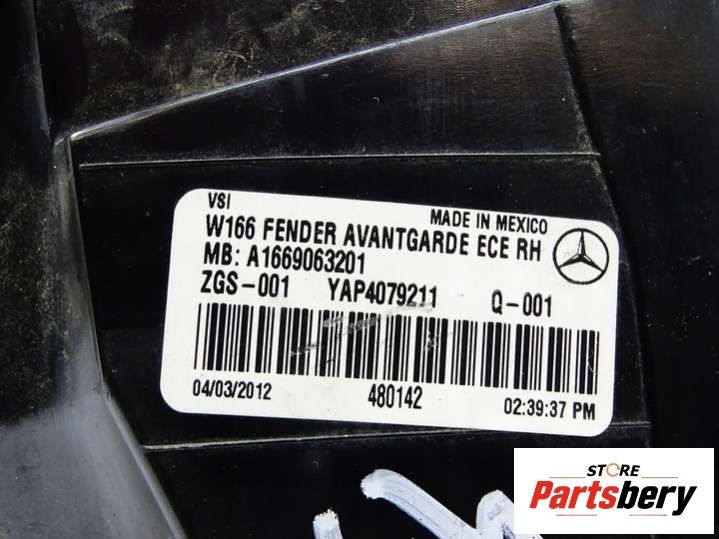 VSI MADE IN MEXICO
W166 FENDER AVANTGARDE ECE RH
MB: A1669063201
ZGS-001 YAP4079211 Q-001
04/03/2012 480142 02:39:37 PM
STORE
Partsbery